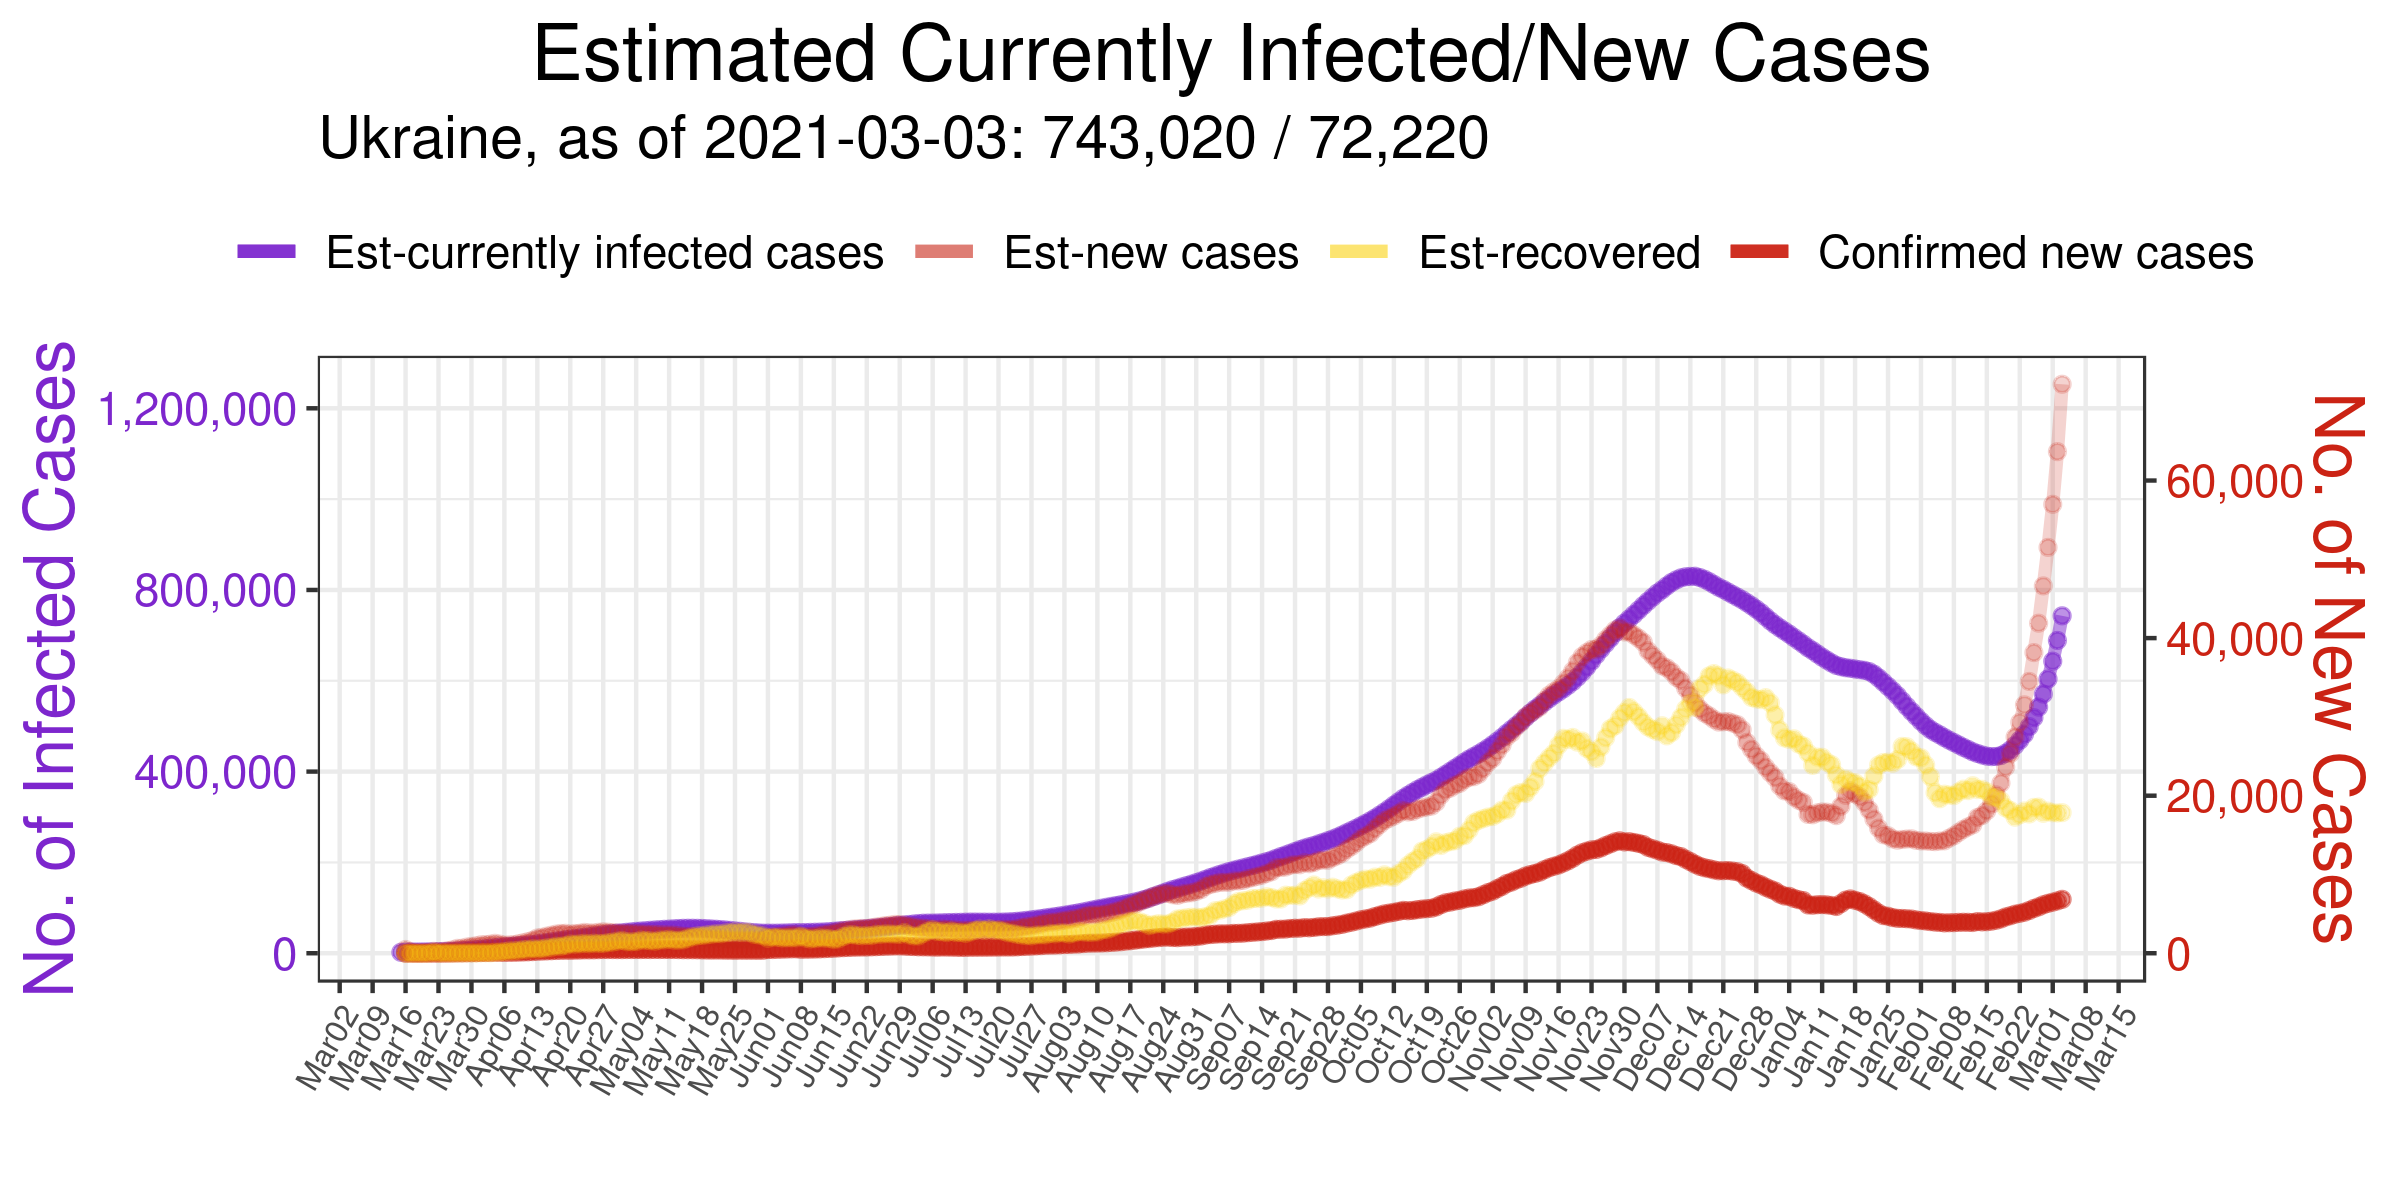 Estimated Currently Infected/New Cases
Ukraine, as of 2021-03-03: 743,020 / 72,220
Est-currently infected cases Est-new cases Est-recovered Confirmed new cases
No. of Infected Cases
1,200,000
800,000
400,000
0
60,000
40,000
20,000
0
No. of New Cases
Mar02 Mar09 Mar16 Mar23 Mar30 Apr06 Apr13 Apr20 Apr27 May04 May11 May18 May25 Jun01 Jun08 Jun15 Jun22 Jun29 Jul06 Jul13 Jul20 Jul27 Aug03 Aug10 Aug17 Aug24 Aug31 Sep07 Sep14 Sep21 Sep28 Oct05 Oct12 Oct19 Oct26 Nov02 Nov09 Nov16 Nov23 Nov30 Dec07 Dec14 Dec21 Dec28 Dec04 Jan11 Jan18 Jan25 Feb01 Feb08 Feb15 Feb22 Mar01 Mar08 Mar15